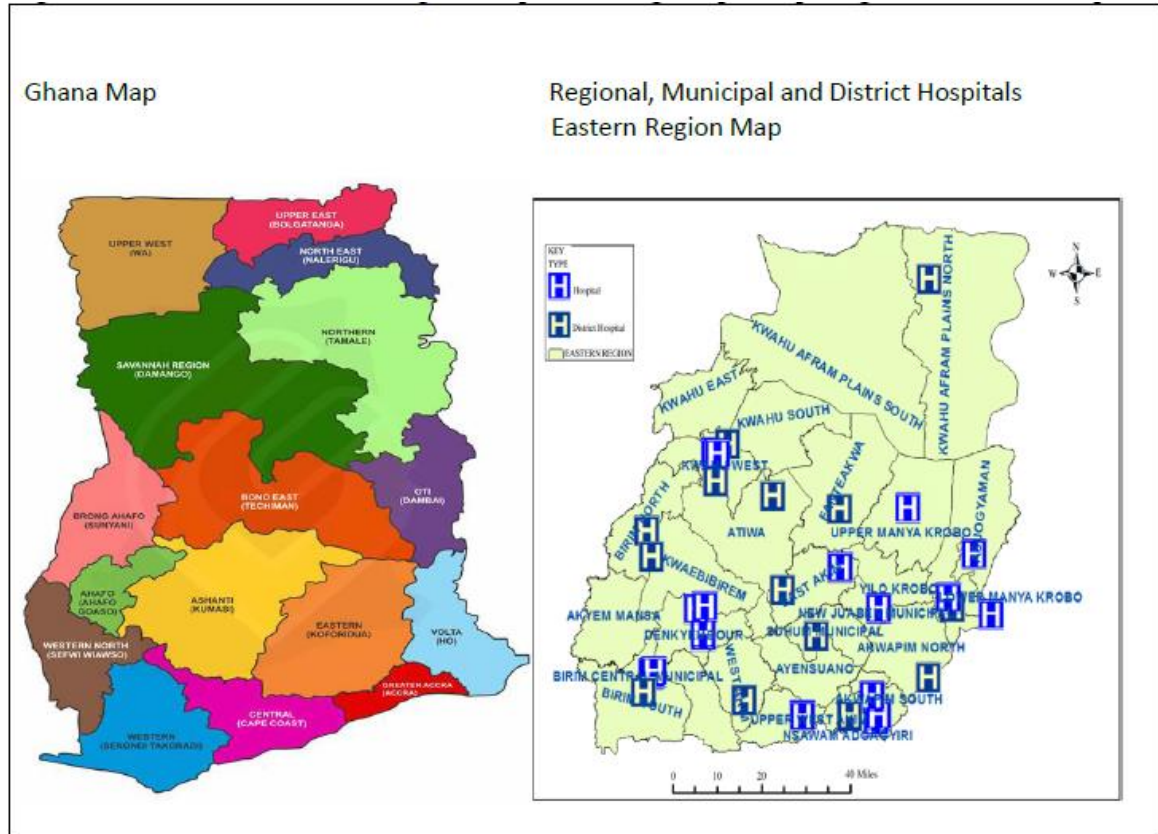 Ghana Map
Regional, Municipal and District Hospitals
Eastern Region Map
UPPER EAST
(BOLGATANGA)
UPPER WEST
(WA)
NORTH EAST
(NALERIGU)
NORTHERN
(TAMALE)
SAVANNAH REGION
(DAMANGO)
OTI
(DAMBAI)
BONO EAST
(TECHIMAN)
BRONG AHAFO
(SUNYANI)
AHAFO
(AHAFO
GOASO)
ASHANTI
(KUMASI)
EASTERN
(KOFORIDUA)
VOLTA
(HO)
WESTERN NORTH
(SEFWI WIAWSO)
GREATER ACCRA
(ACCRA)
CENTRAL
(CAPE COAST)
WESTERN
(SEKONDI TAKORADI)
KEY
TYPE
H Hospital
H District Hospital
EASTERN REGION
N
W E
S
KWAHU AFRAM PLAINS NORTH
KWAHU AFRAM PLAINS SOUTH
KWAHU EAST
KWAHU SOUTH
WEST
BIRIM NORTH
ATIWA
UPPER MANYA KROBO
KWAEBIBIREM
YILO KROBO
MANYA KROBO
AKYEM MANSA
NEW JUABEN MUNICIPAL
SUHUM MUNICIPAL
AKWAPIM NORTH
AYENSUANO
BIRIM CENTRAL MUNICIPAL
BIRIM SOUTH
SOUTH
UPPER WEST
NSAWAM
0 10 20 40 Miles